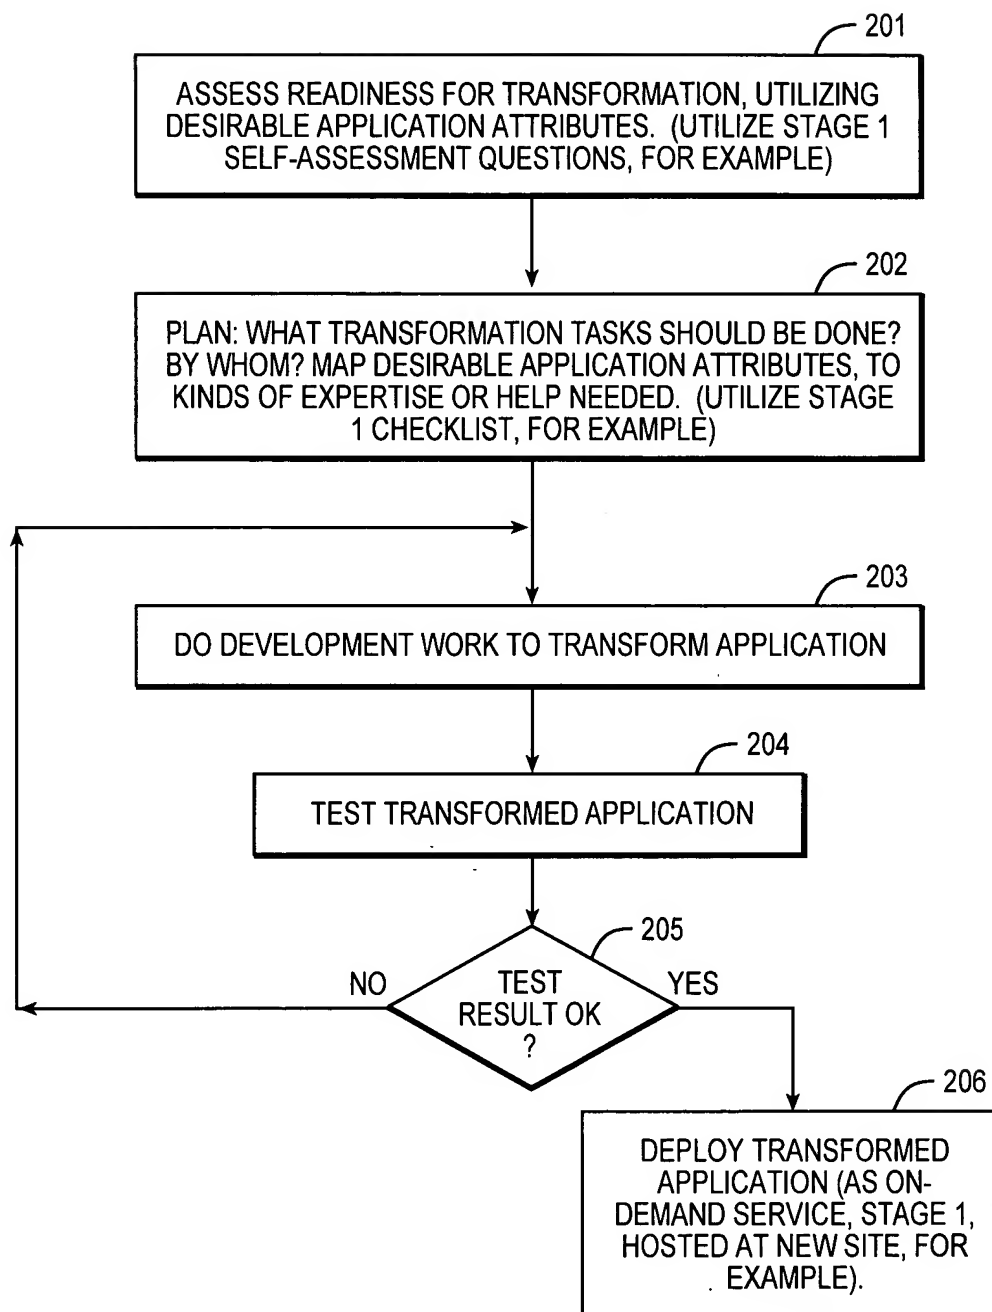 201
ASSESS READINESS FOR TRANSFORMATION, UTILIZING
DESIRABLE APPLICATION ATTRIBUTES. (UTILIZE STAGE 1
SELF-ASSESSMENT QUESTIONS, FOR EXAMPLE)
202
PLAN: WHAT TRANSFORMATION TASKS SHOULD BE DONE?
BY WHOM? MAP DESIRABLE APPLICATION ATTRIBUTES, TO
KINDS OF EXPERTISE OR HELP NEEDED. (UTILIZE STAGE
1 CHECKLIST, FOR EXAMPLE)
203
DO DEVELOPMENT WORK TO TRANSFORM APPLICATION
204
TEST TRANSFORMED APPLICATION
205
NO
TEST
RESULT OK
?
YES
206
DEPLOY TRANSFORMED
APPLICATION (AS ON-
DEMAND SERVICE, STAGE 1,
HOSTED AT NEW SITE, FOR
EXAMPLE).